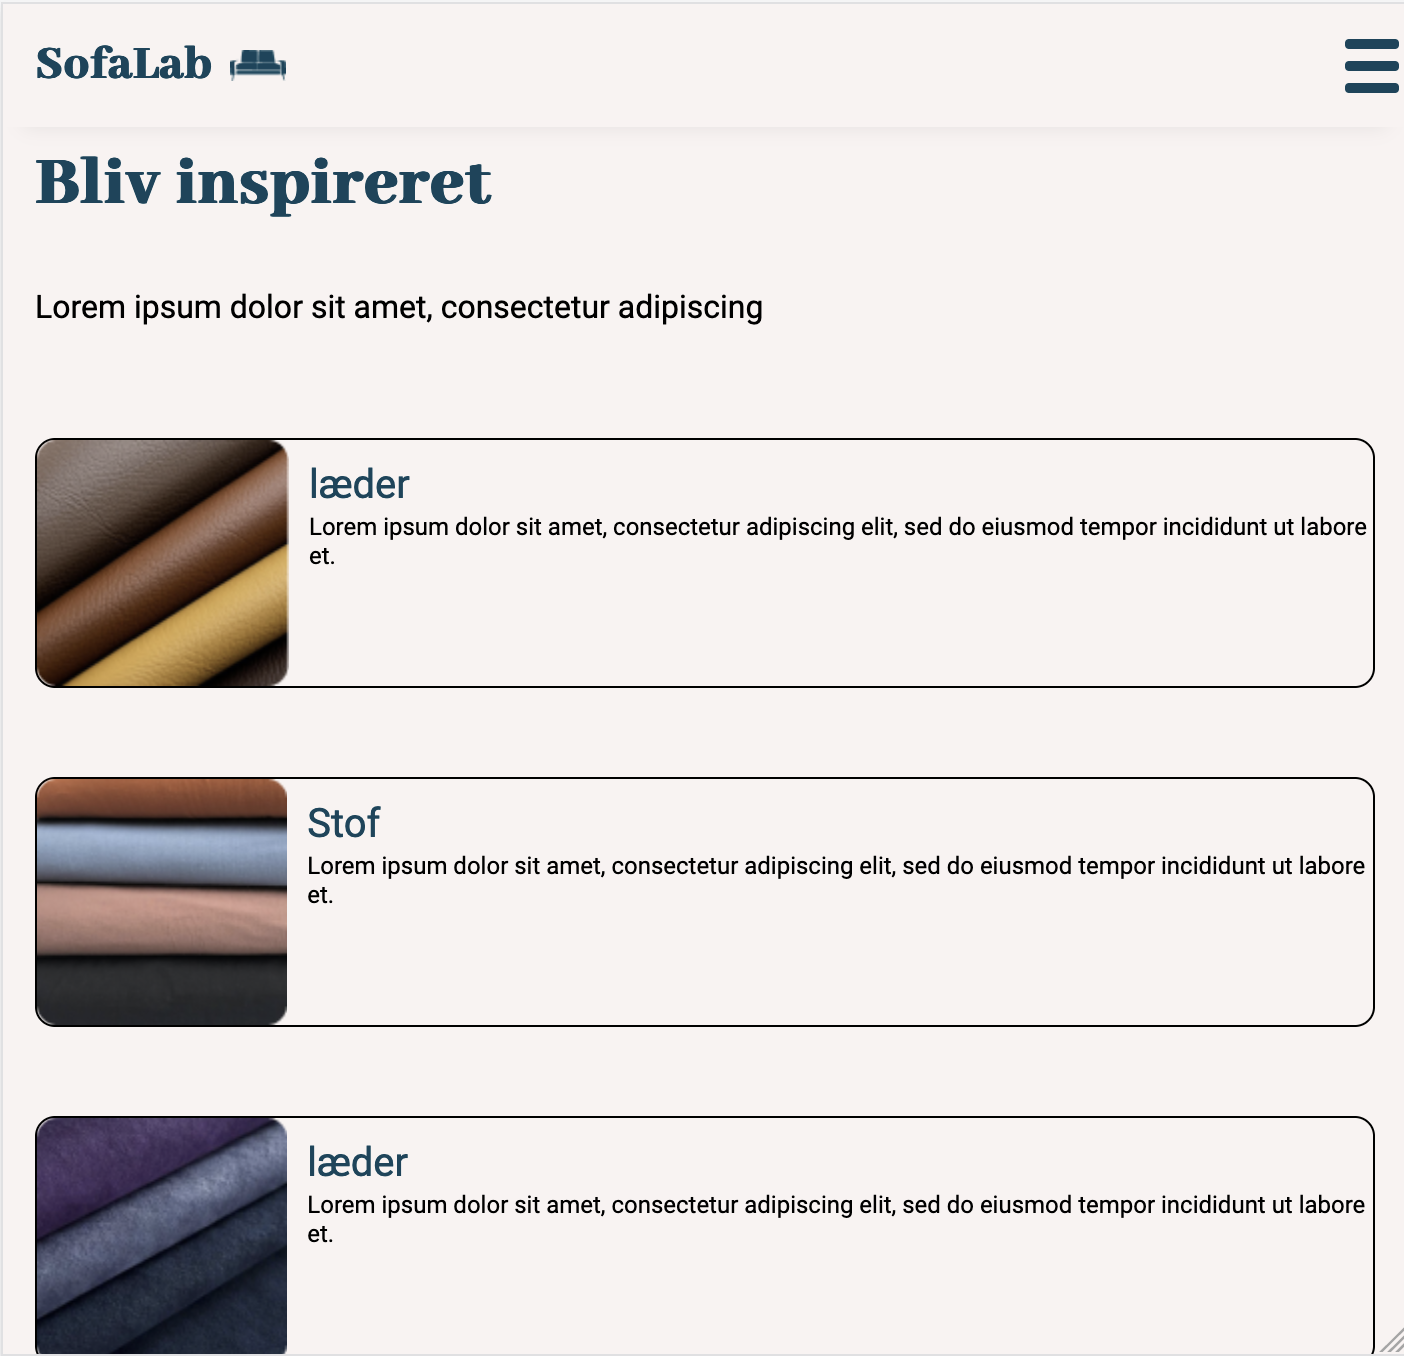 SofaLab
Bliv inspireret
Lorem ipsum dolor sit amet, consectetur adipiscing
læder
Lorem ipsum dolor sit amet, consectetur adipiscing elit, sed do eiusmod tempor incididunt ut labore
et.
Stof
Lorem ipsum dolor sit amet, consectetur adipiscing elit, sed do eiusmod tempor incididunt ut labore
et.
læder
Lorem ipsum dolor sit amet, consectetur adipiscing elit, sed do eiusmod tempor incididunt ut labore
et.